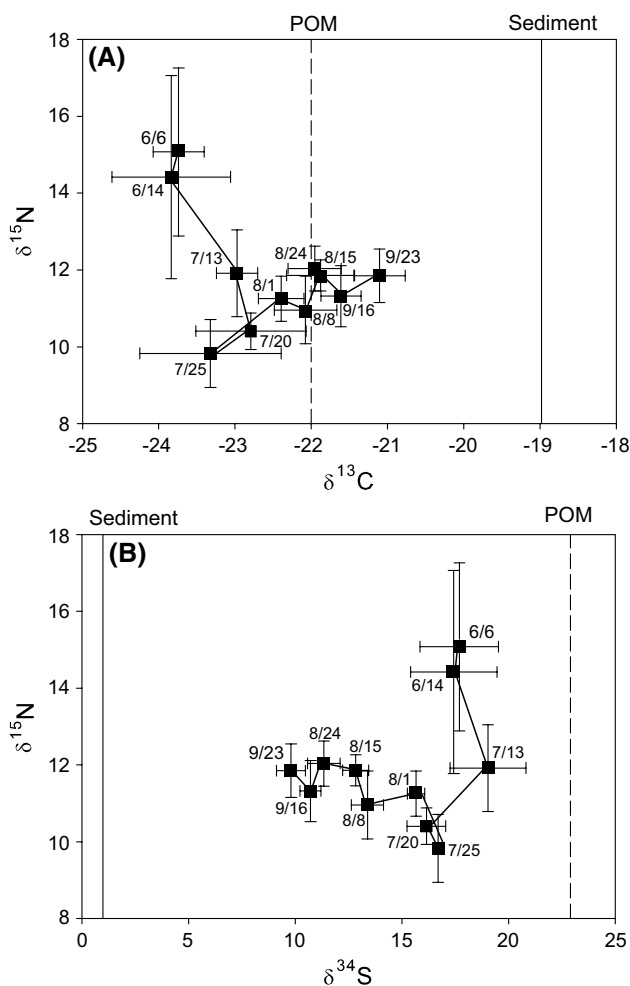 POM Sediment
(A)
18
16
14
12
10
8
δ15N
6/6
6/14
7/13
8/24 8/15 9/23
8/1
9/16
8/8
7/20
7/25
-25 -24 -23 -22 -21 -20 -19 -18
δ13C
Sediment POM
(B)
18
16
14
12
10
8
δ15N
6/6
6/14
7/13
8/24
9/23 8/15
8/1
9/16
8/8
7/20 7/25
0 5 10 15 20 25
δ34S